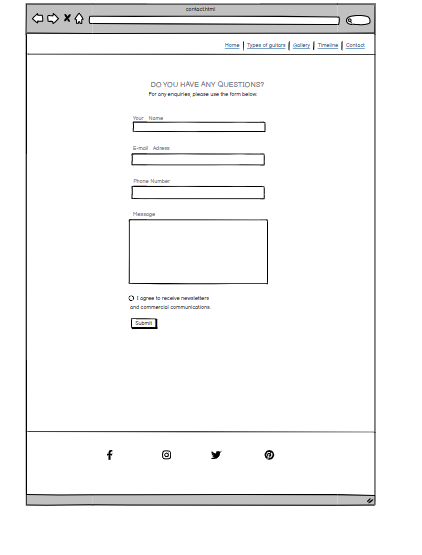 contact.html
Home | Types of guitars | Gallery | Timeline | Contact
DO YOU HAVE ANY QUESTIONS?
For any enquiries, please use the form below.
Your Name
E-mail Adress
Phone Number
Message
I agree to receive newsletters
and commercial communications.
Submit